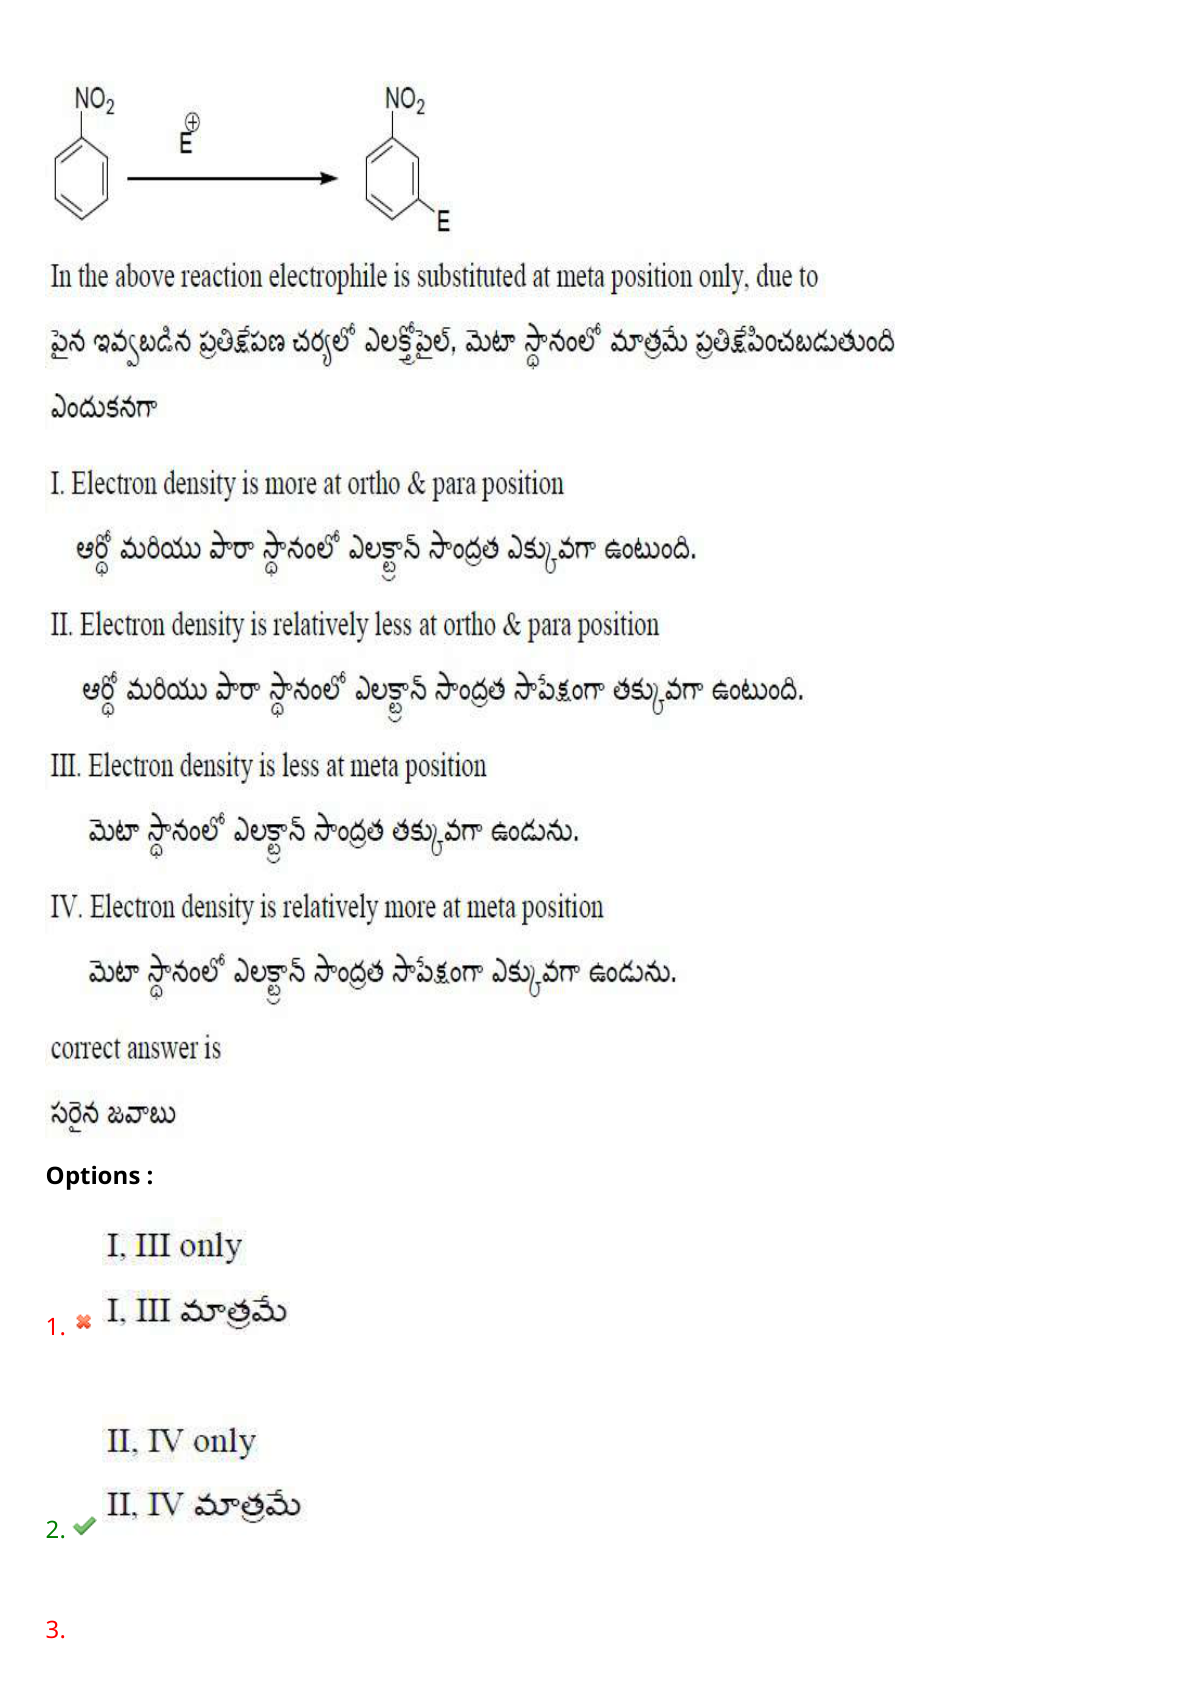 NO2 NO2
E⊕
E
In the above reaction electrophile is substituted at meta position only, due to
పైన ఇవ్వబడిన ప్రతిక్షేపణ చర్యలో ఎలక్ట్రోఫైల్, మెటా స్థానంలో మాత్రమే ప్రతిక్షేపించబడుతుంది
ఎందుకనగా
I. Electron density is more at ortho & para position
ఆర్థో మరియు పారా స్థానంలో ఎలక్ట్రాన్ సాంద్రత ఎక్కువగా ఉంటుంది.
II. Electron density is relatively less at ortho & para position
ఆర్థో మరియు పారా స్థానంలో ఎలక్ట్రాన్ సాంద్రత సాపేక్షంగా తక్కువగా ఉంటుంది.
III. Electron density is less at meta position
మెటా స్థానంలో ఎలక్ట్రాన్ సాంద్రత తక్కువగా ఉండును.
IV. Electron density is relatively more at meta position
మెటా స్థానంలో ఎలక్ట్రాన్ సాంద్రత సాపేక్షంగా ఎక్కువగా ఉండును.
correct answer is
సరైన జవాబు
Options :
I, III only
1. I, III మాత్రమే
II, IV only
2. II, IV మాత్రమే
3.